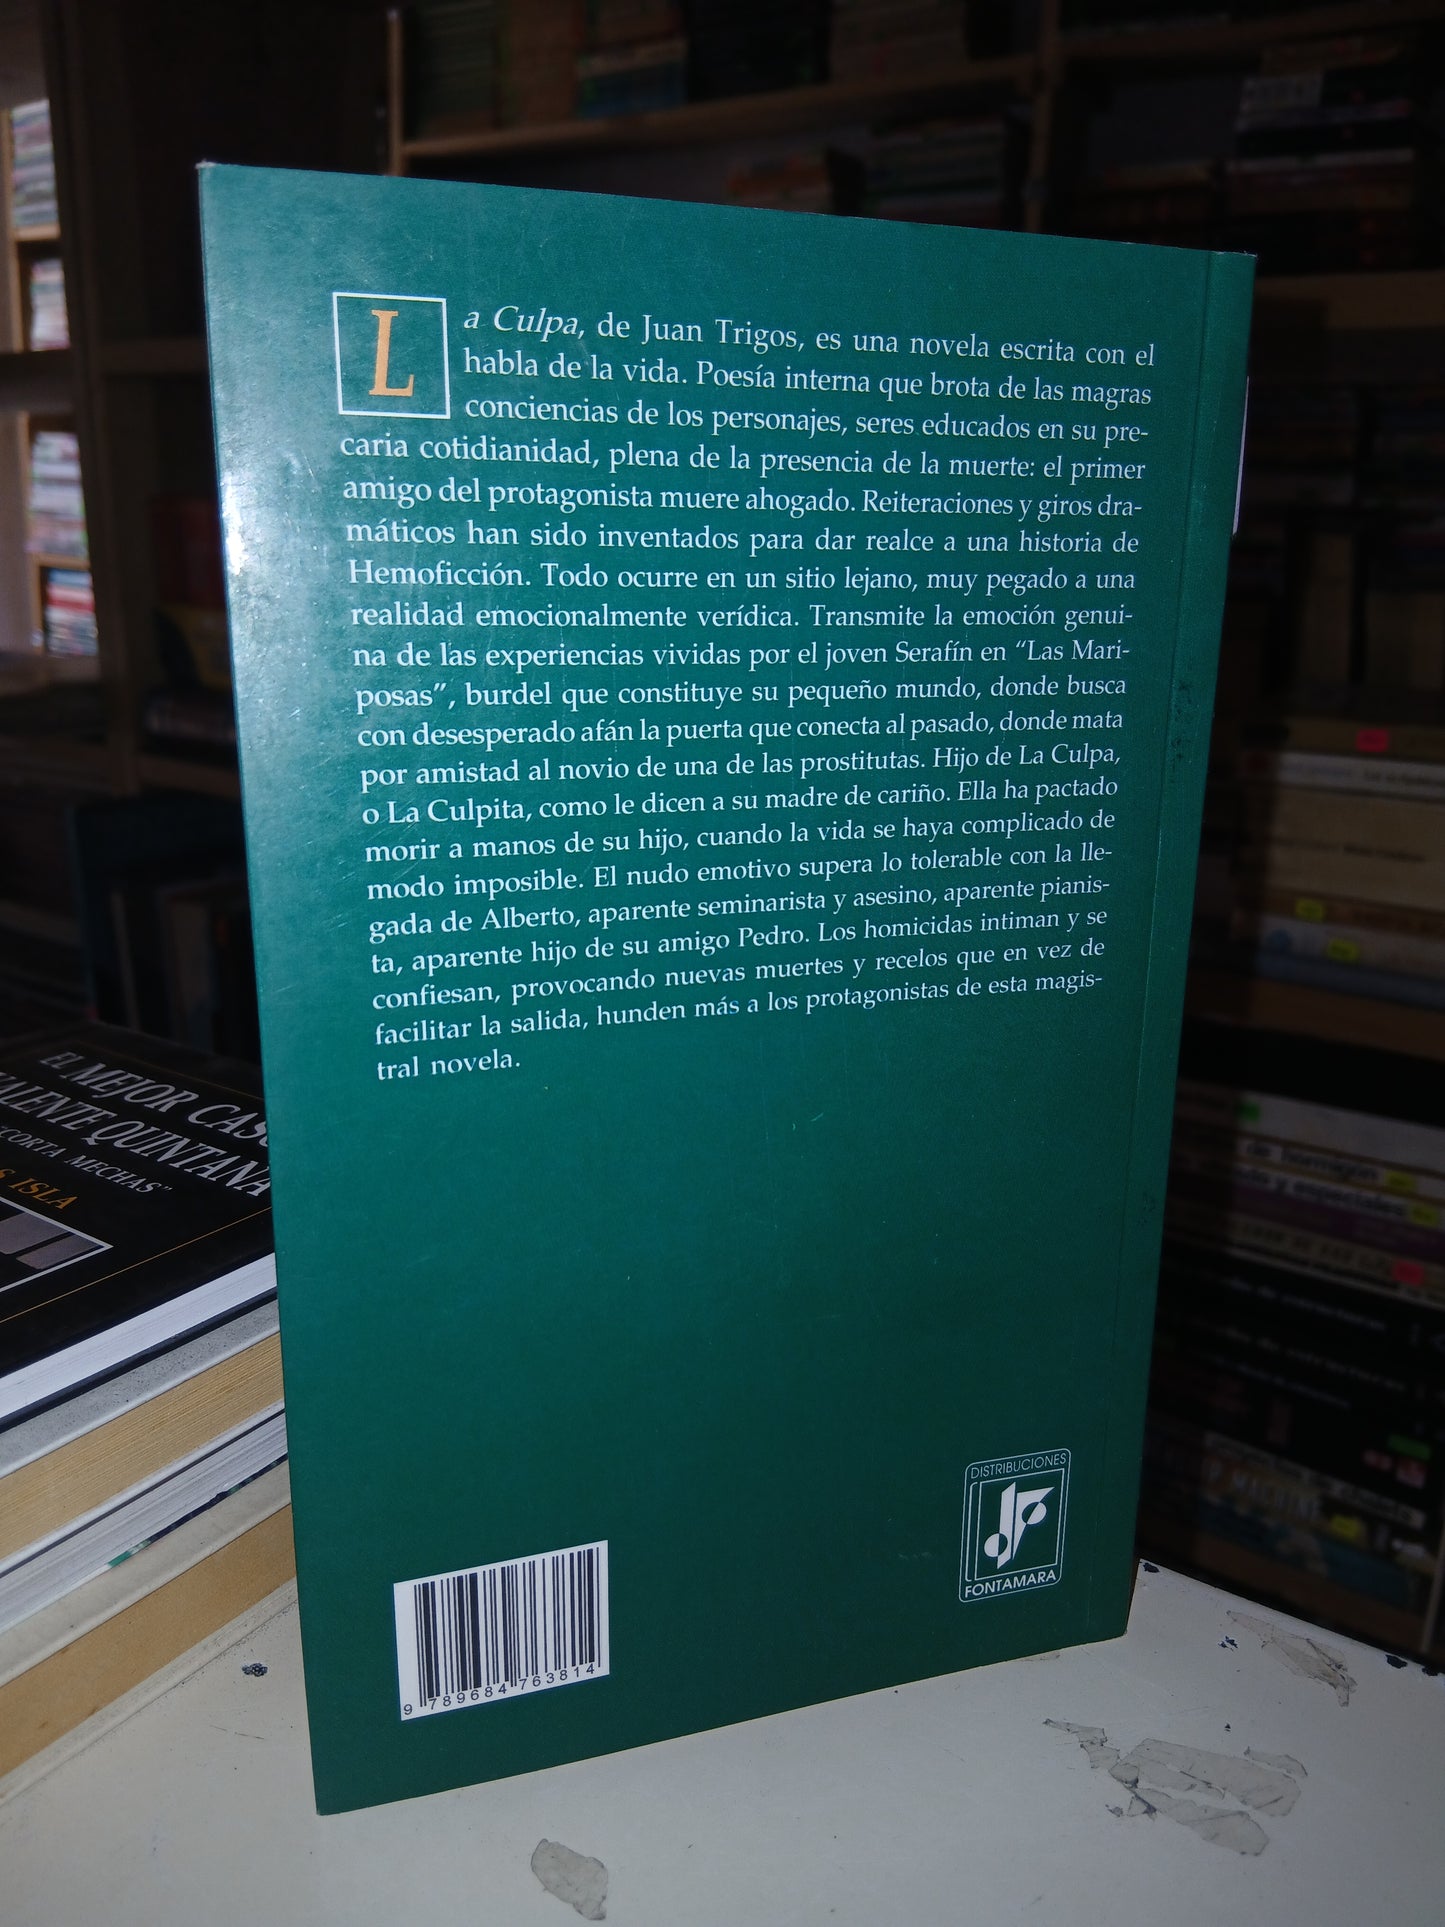 La Culpa, de Juan Trigos, es una novela escrita con el
habla de la vida. Poesía interna que brota de las magras
conciencias de los personajes, seres educados en su pre-
caria cotidianidad, plena de la presencia de la muerte: el primer
amigo del protagonista muere ahogado. Reiteraciones y giros dra-
máticos han sido inventados para dar realce a una historia de
Hemoficción. Todo ocurre en un sitio lejano, muy pegado a una
realidad emocionalmente verídica. Transmite la emoción genui-
na de las experiencias vividas por el joven Serafín en “Las Mari-
posas”, burdel que constituye su pequeño mundo, donde busca
con desesperado afán la puerta que conecta al pasado, donde mata
por amistad al novio de una de las prostitutas. Hijo de La Culpa,
o La Culpita, como le dicen a su madre de cariño. Ella ha pactado
morir a manos de su hijo, cuando la vida se haya complicado de
modo imposible. El nudo emotivo supera lo tolerable con la lle-
gada de Alberto, aparente seminarista y asesino, aparente pianis-
ta, aparente hijo de su amigo Pedro. Los homicidas intiman y se
confiesan, provocando nuevas muertes y recelos que en vez de
facilitar la salida, hunden más a los protagonistas de esta magis-
tral novela.
DISTRIBUCIONES
FONTAMARA
9 789684 763814
EL MEJOR CASO
VALENTE QUINTANA
"CORTA MECHAS"
ISLA
de hormigón
y especiales